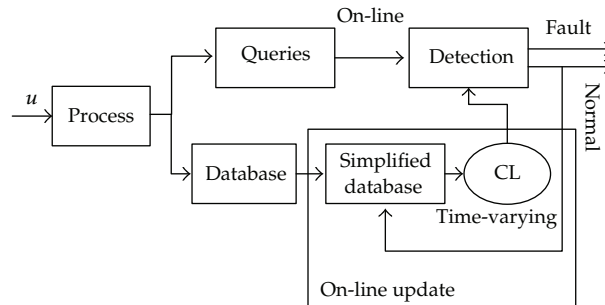 On-line
Fault
Queries
Detection
u
Process
Normal
Database
Simplified
database
CL
Time-varying
On-line update